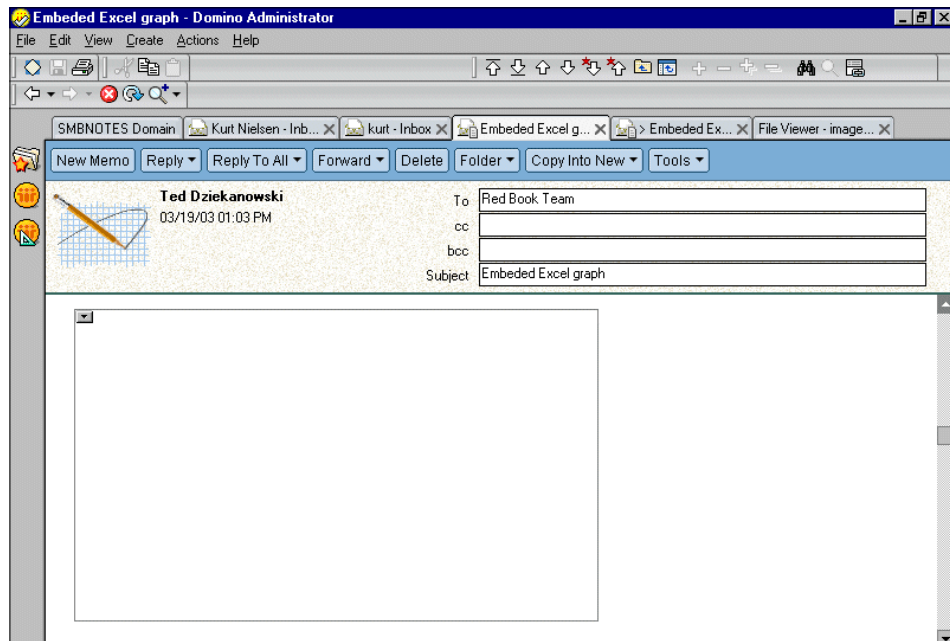 Embeded Excel graph - Domino Administrator
File Edit View Create Actions Help
SMBNOTES Domain Kurt Nielsen - Inb... kurt - Inbox Embeded Excel g... > Embeded Ex... File Viewer - image...
New Memo Reply Reply To All Forward Delete Folder Copy Into New Tools
Ted Dziekanowski
03/19/03 01:03 PM
To Red Book Team
cc
bcc
Subject Embeded Excel graph